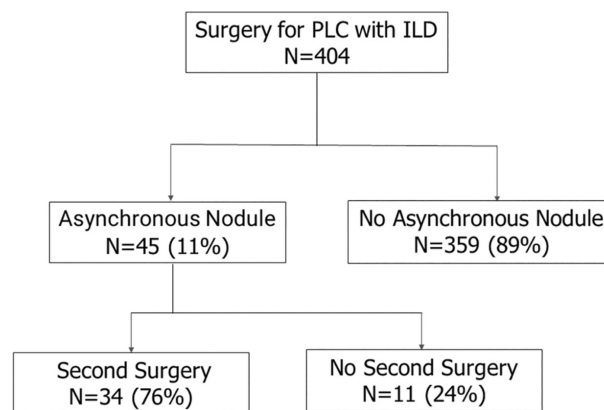 Surgery for PLC with ILD
N=404
Asynchronous Nodule
N=45 (11%)
No Asynchronous Nodule
N=359 (89%)
Second Surgery
N=34 (76%)
No Second Surgery
N=11 (24%)